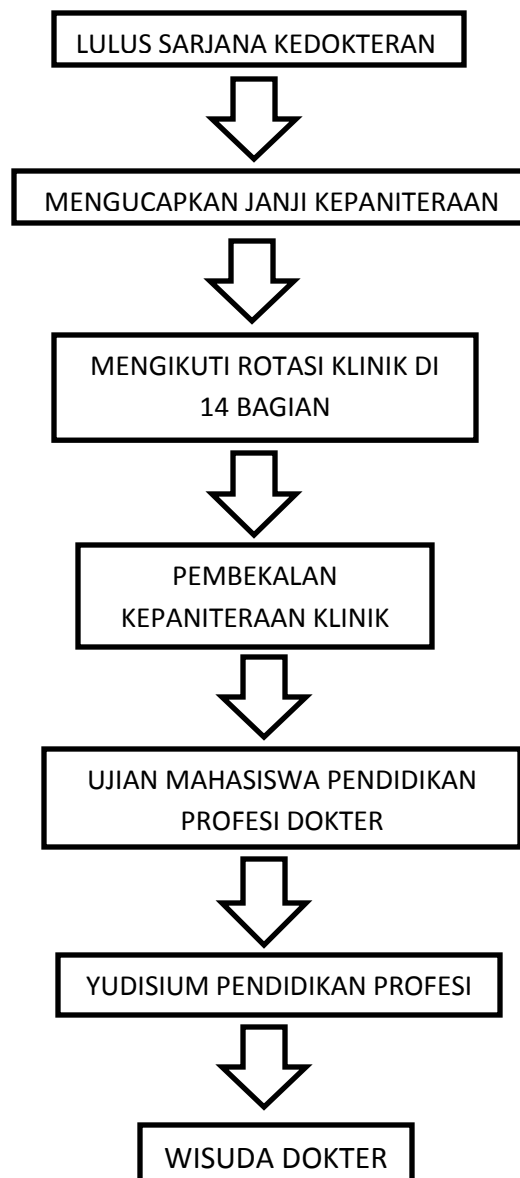 LULUS SARJANA KEDOKTERAN
MENGUCAPKAN JANJI KEPANITERAAN
MENGIKUTI ROTASI KLINIK DI
14 BAGIAN
PEMBEKALAN
KEPANITERAAN KLINIK
UJIAN MAHASISWA PENDIDIKAN
PROFESI DOKTER
YUDISIUM PENDIDIKAN PROFESI
WISUDA DOKTER